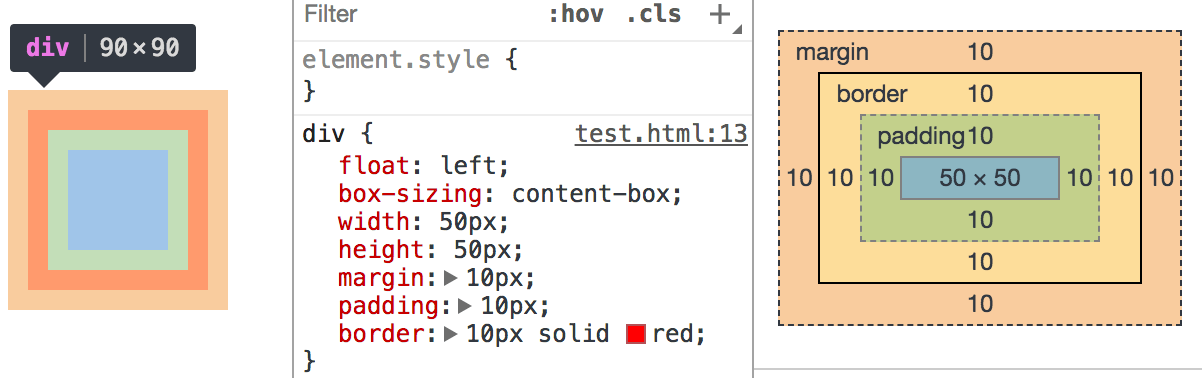 div 90 × 90
Filter :hov .cls +
element.style {
}
div { test.html:13
float: left;
box-sizing: content-box;
width: 50px;
height: 50px;
margin:▶10px;
padding:▶10px;
border:▶10px solid red;
}
margin 10
border 10
padding10
10 10 10 50 × 50 10 10 10
10
10
10